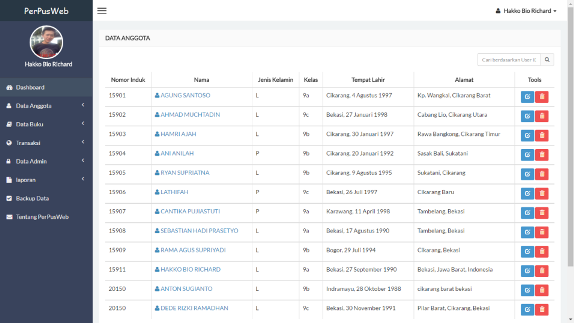 PerPusWeb
Hakko Bio Richard
Hakko Bio Richard
Dashboard
Data Anggota
Data Buku
Transaksi
Data Admin
laporan
Backup Data
Tentang PerPusWeb
DATA ANGGOTA
Cari berdasarkan User ID
Nomor Induk Nama Jenis Kelamin Kelas Tempat Lahir Alamat Tools
15901 AGUNG SANTOSO L 9a Cikarang, 4 Agustus 1997 Kp. Wangkal, Cikarang Barat
15902 AHMAD MUCHTADIN L 9c Bekasi, 27 Januari 1998 Cabang Lio, Cikarang Utara
15903 HAMRI AJAH L 9b Cikarang, 30 Januari 1997 Rawa Bangkong, Cikarang Timur
15904 ANI ANILAH P 9b Cikarang, 20 Januari 1992 Sasak Bali, Sukatani
15905 RYAN SUPRIATNA L 9b Cikarang, 9 Agustus 1995 Sukatani, Cikarang
15906 LATHIFAH P 9c Bekasi, 26 Juli 1997 Cikarang Baru
15907 CANTIKA PUJIASTUTI P 9a Karawang, 11 April 1998 Tambelang, Bekasi
15908 SEBASTIAN HADI PRASETYO L 9a Bekasi, 17 Agustus 1990 Tambelang, Bekasi
15909 RAMA AGUS SUPRIYADI L 9b Bogor, 29 Juli 1994 Cikarang, Bekasi
15911 HAKKO BIO RICHARD L 9a Bekasi, 27 September 1990 Bekasi, Jawa Barat, Indonesia
20150 ANTON SUGIANTO L 9b Indramayu, 28 Oktober 1988 cikarang barat bekasi
20150 DEDE RIZKI RAMADHAN L 9c Bekasi, 30 November 1991 Pilar Barat, Cikarang, Bekasi